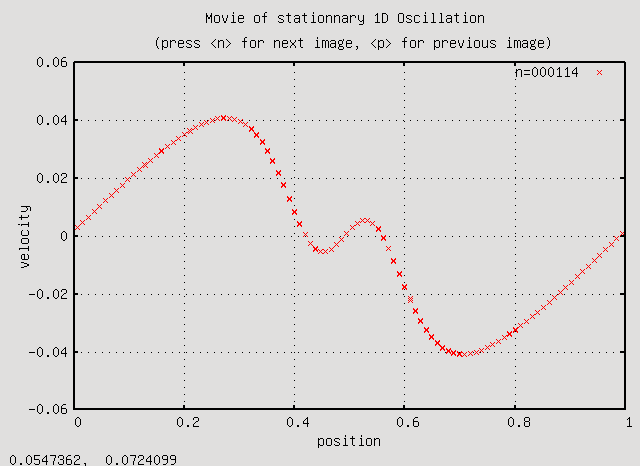 Movie of stationnary 1D Oscillation
(press <n> for next image, <p> for previous image)
n=000114
0.06
0.04
0.02
0
-0.02
-0.04
-0.06
velocity
0 0.2 0.4 0.6 0.8 1
position
0.0547362, 0.0724099